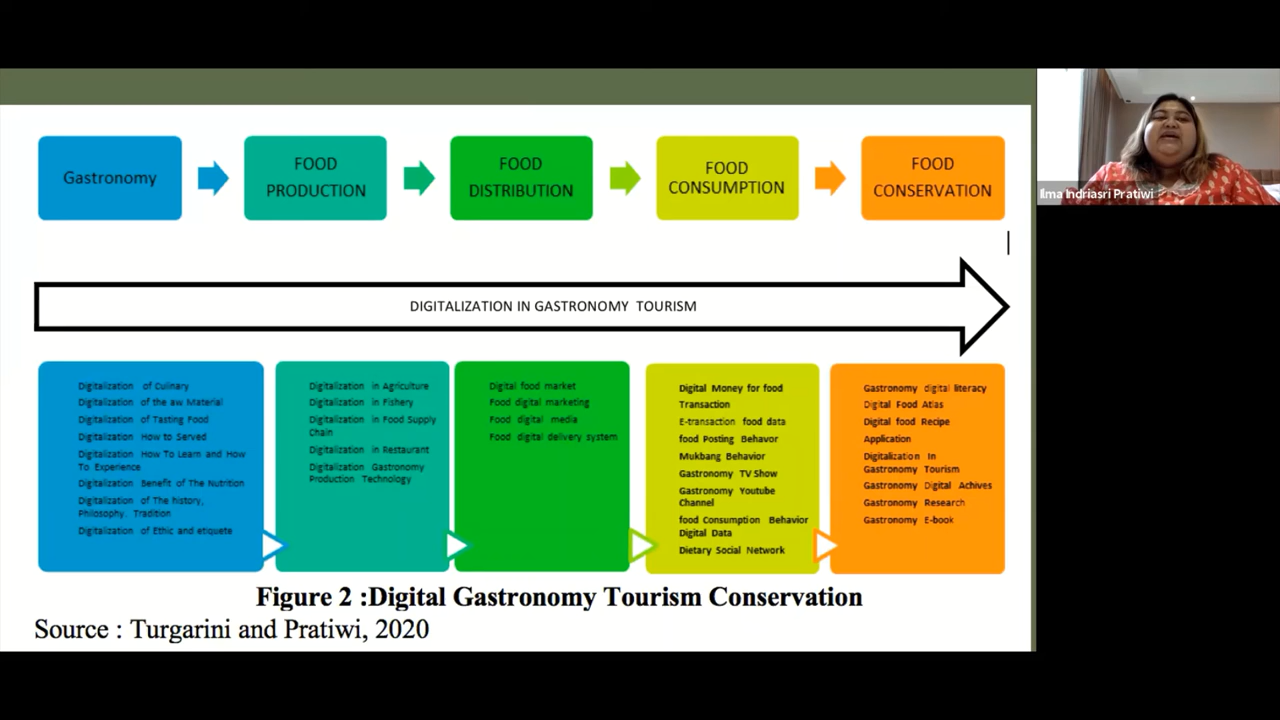 Gastronomy
FOOD
PRODUCTION
FOOD
DISTRIBUTION
FOOD
CONSUMPTION
FOOD
CONSERVATION
Ilma Indriasri Pratiwi
DIGITALIZATION IN GASTRONOMY TOURISM
Digitalization of Culinary
Digitalization of the aw Material
Digitalization of Tasting Food
Digitalization How to Served
Digitalization How To Learn and How
To Experience
Digitalization Benefit of The Nutrition
Digitalization of The history,
Philosophy. Tradition
Digitalization of Ethic and etiquete
Digitalization in Agriculture
Digitalization in Fishery
Digitalization in Food Supply
Chain
Digitalization in Restaurant
Digitalization Gastronomy
Production Technology
Digital food market
Food digital marketing
Food digital media
Food digital delivery system
Digital Money for food
Transaction
E-transaction food data
food Posting Behavor
Mukbang Behavior
Gastronomy TV Show
Gastronomy Youtube
Channel
food Consumption Behavior
Digital Data
Dietary Social Network
Gastronomy digital literacy
Digital Food Atlas
Digital food Recipe
Application
Digitalization In
Gastronomy Tourism
Gastronomy Digital Achives
Gastronomy Research
Gastronomy E-book
Figure 2 :Digital Gastronomy Tourism Conservation
Source : Turgarini and Pratiwi, 2020